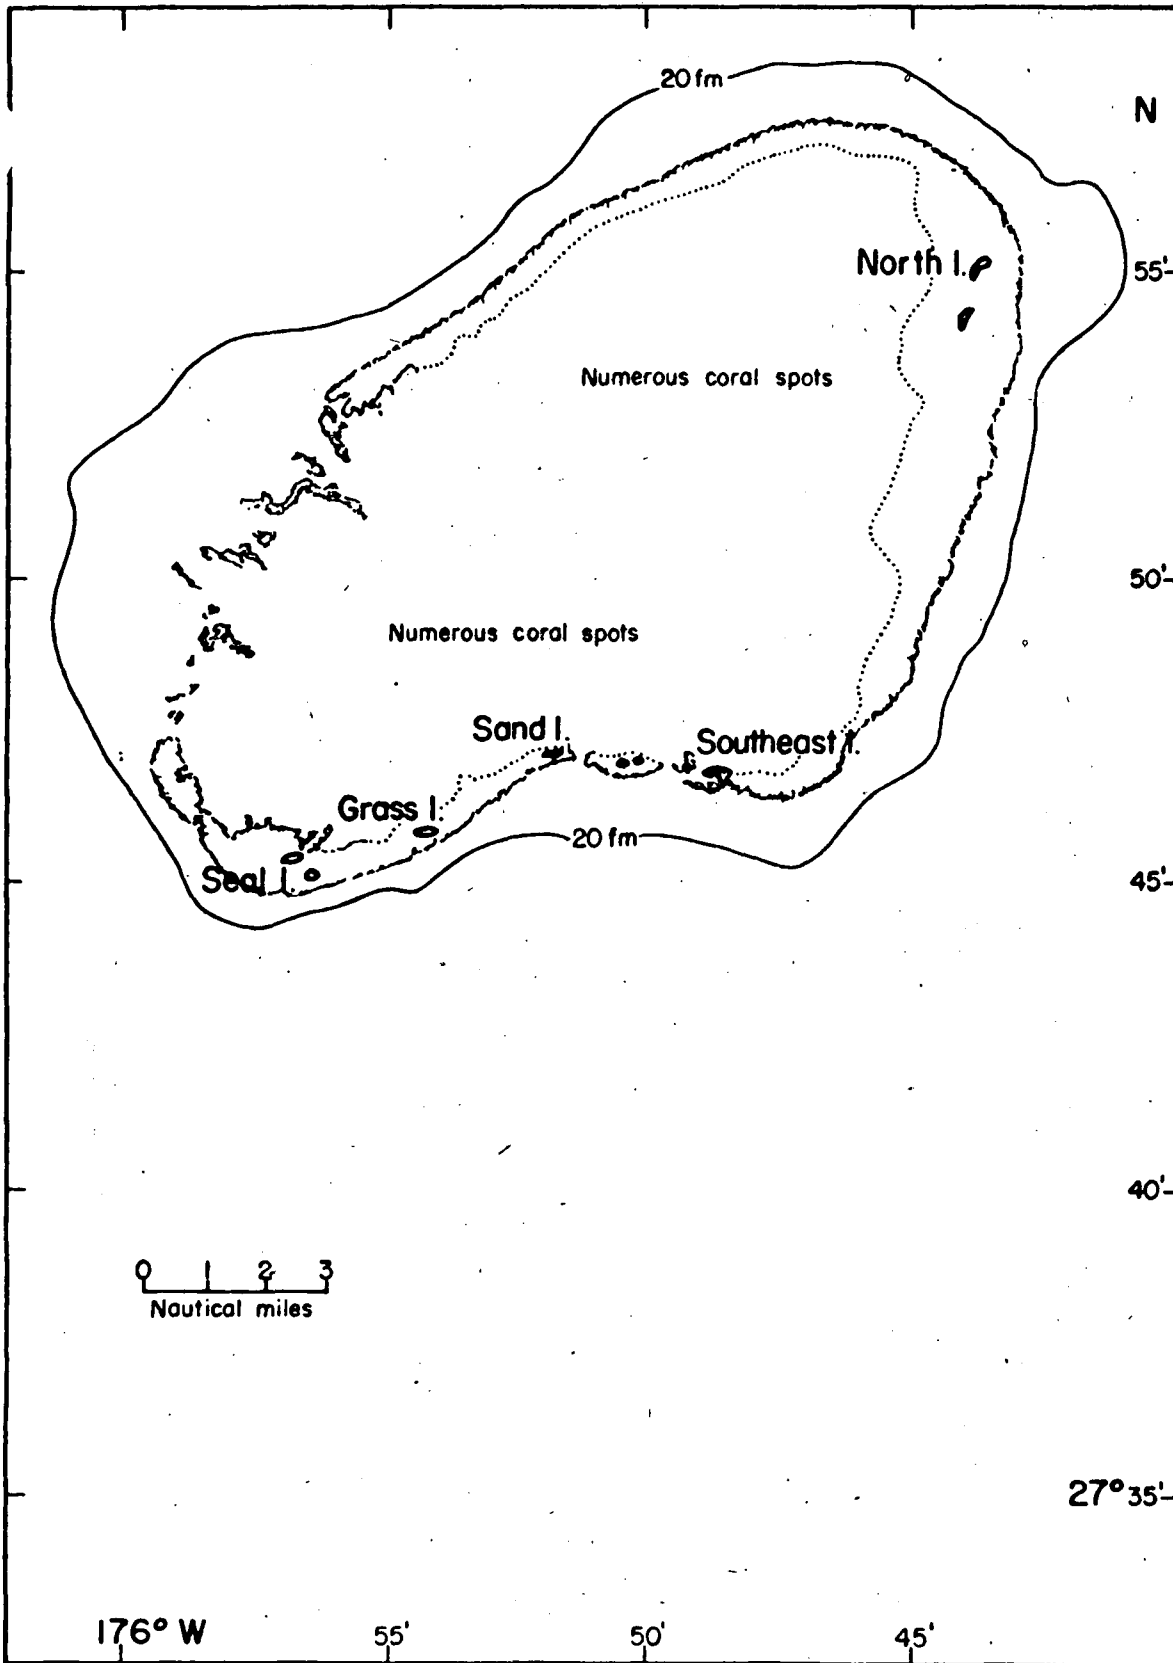 20 fm
N
North I.
55'
Numerous coral spots
50'
Numerous coral spots
Sand I.
Southeast I.
Grass I.
20 fm
Seal I.
45'
40'
0 1 2 3
Nautical miles
27° 35'
176° W 55' 50' 45'